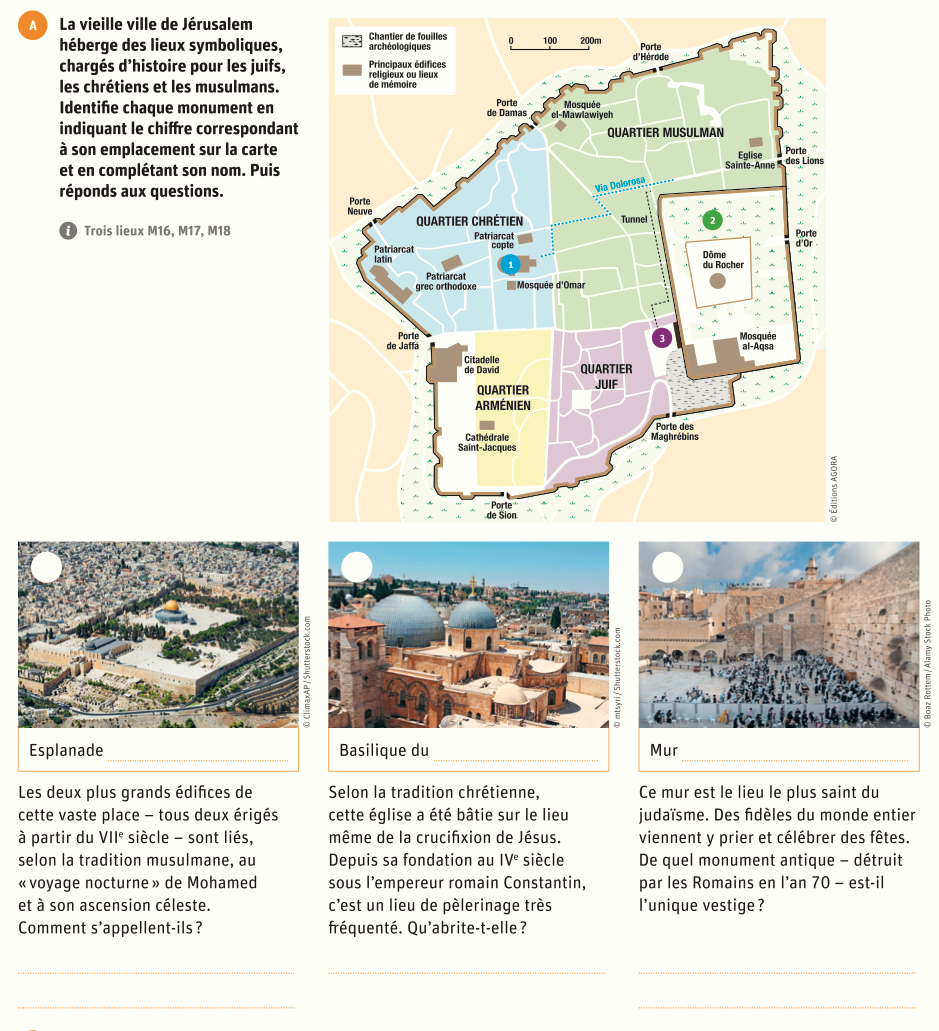 A
La vieille ville de Jérusalem
héberge des lieux symboliques,
chargés d'histoire pour les juifs,
les chrétiens et les musulmans.
Identifie chaque monument en
indiquant le chiffre correspondant
à son emplacement sur la carte
et en complétant son nom. Puis
réponds aux questions.
i Trois lieux M16, M17, M18
Chantier de fouilles
archéologiques
Principaux édifices
religieux ou lieux
de mémoire
0 100 200m
Porte
d'Hérode
Porte
de Damas
Mosquée
el-Mawlawiyeh
QUARTIER MUSULMAN
Eglise
Sainte-Anne
Porte
des Lions
Via Dolorosa
Porte
Neuve
QUARTIER CHRÉTIEN
Tunnel
2
Patriarcat
latin
Patriarcat
copte
Porte
d'Or
1
Dôme
du Rocher
Patriarcat
grec orthodoxe
Mosquée d'Omar
Porte
de Jaffa
3
Mosquée
al-Aqsa
Citadelle
de David
QUARTIER
JUIF
QUARTIER
ARMÉNIEN
Cathédrale
Saint-Jacques
Porte des
Maghrébins
Porte
de Sion
© Éditions AGORA
© ClimaxAP / Shutterstock.com
© mtsyri / Shutterstock.com
© Boaz Rottem / Alamy Stock Photo
Esplanade
Les deux plus grands édifices de
cette vaste place – tous deux érigés
à partir du VIIe siècle – sont liés,
selon la tradition musulmane, au
«voyage nocturne» de Mohamed
et à son ascension céleste.
Comment s'appellent-ils?
Basilique du
Selon la tradition chrétienne,
cette église a été bâtie sur le lieu
même de la crucifixion de Jésus.
Depuis sa fondation au IVe siècle
sous l'empereur romain Constantin,
c'est un lieu de pèlerinage très
fréquenté. Qu'abrite-t-elle?
Mur
Ce mur est le lieu le plus saint du
judaïsme. Des fidèles du monde entier
viennent y prier et célébrer des fêtes.
De quel monument antique – détruit
par les Romains en l'an 70 – est-il
l'unique vestige?